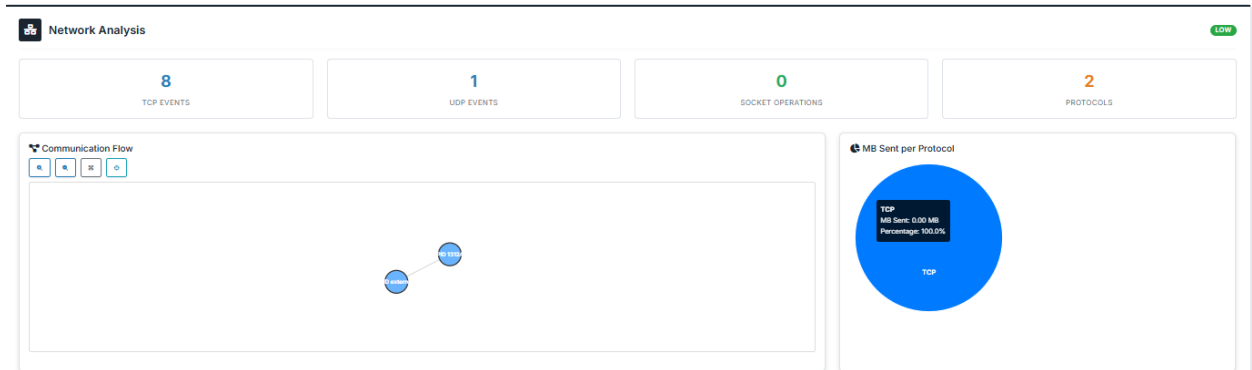 Network Analysis
LOW
8
TCP EVENTS
1
UDP EVENTS
0
SOCKET OPERATIONS
2
PROTOCOLS
Communication Flow
MB Sent per Protocol
TCP
MB Sent: 0.00 MB
Percentage: 100.0%
TCP